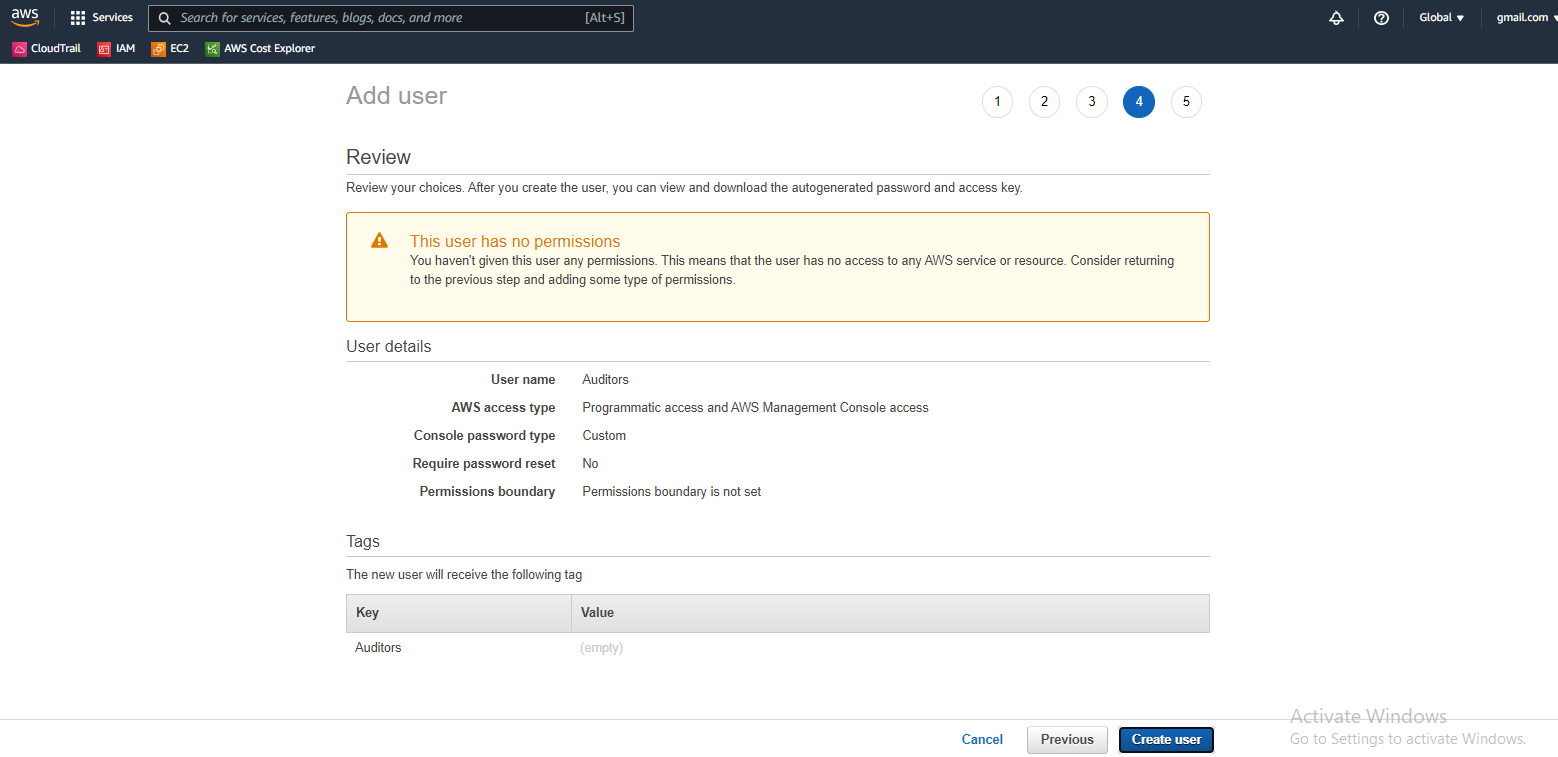 aws
Services
Search for services, features, blogs, docs, and more
[Alt+S]
Global
gmail.com
CloudTrail
IAM
EC2
AWS Cost Explorer
Add user
1
2
3
4
5
Review
Review your choices. After you create the user, you can view and download the autogenerated password and access key.
This user has no permissions
You haven't given this user any permissions. This means that the user has no access to any AWS service or resource. Consider returning
to the previous step and adding some type of permissions.
User details
User name Auditors
AWS access type Programmatic access and AWS Management Console access
Console password type Custom
Require password reset No
Permissions boundary Permissions boundary is not set
Tags
The new user will receive the following tag
Key Value
Auditors (empty)
Cancel
Previous
Create user
Activate Windows
Go to Settings to activate Windows.